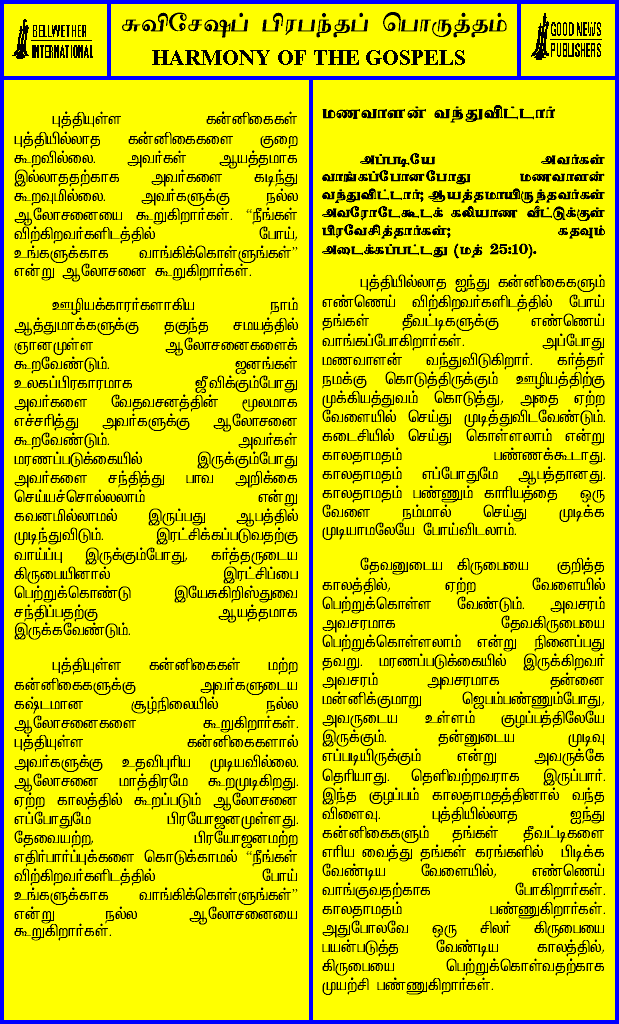 BELLWETHER
INTERNATIONAL
சுவிசேஷப் பிரபந்தப் பொருத்தம்
HARMONY OF THE GOSPELS
GOOD NEWS
PUBLISHERS
புத்தியுள்ள கன்னிகைகள்
புத்தியில்லாத கன்னிகைகளை குறை
கூறவில்லை. அவர்கள் ஆயத்தமாக
இல்லாததற்காக அவர்களை கடிந்து
கூறவுமில்லை. அவர்களுக்கு நல்ல
ஆலோசனையை கூறுகிறார்கள். “நீங்கள்
விற்கிறவர்களிடத்தில் போய்,
உங்களுக்காக வாங்கிக்கொள்ளுங்கள்”
என்று ஆலோசனை கூறுகிறார்கள்.
ஊழியக்காரர்களாகிய நாம்
ஆத்துமாக்களுக்கு தகுந்த சமயத்தில்
ஞானமுள்ள ஆலோசனைகளைக்
கூறவேண்டும். ஜனங்கள்
உலகப்பிரகாரமாக ஜீவிக்கும்போது
அவர்களை வேதவசனத்தின் மூலமாக
எச்சரித்து அவர்களுக்கு ஆலோசனை
கூறவேண்டும். அவர்கள்
மரணப்படுக்கையில் இருக்கும்போது
அவர்களை சந்தித்து பாவ அறிக்கை
செய்யச்சொல்லலாம் என்று
கவனமில்லாமல் இருப்பது ஆபத்தில்
முடிந்துவிடும். இரட்சிக்கப்படுவதற்கு
வாய்ப்பு இருக்கும்போது, கர்த்தருடைய
கிருபையினால் இரட்சிப்பை
பெற்றுக்கொண்டு இயேசுகிறிஸ்துவை
சந்திப்பதற்கு ஆயத்தமாக
இருக்கவேண்டும்.
புத்தியுள்ள கன்னிகைகள் மற்ற
கன்னிகைகளுக்கு அவர்களுடைய
கஷ்டமான சூழ்நிலையில் நல்ல
ஆலோசனைகளை கூறுகிறார்கள்.
புத்தியுள்ள கன்னிகைகளால்
அவர்களுக்கு உதவிபுரிய முடியவில்லை.
ஆலோசனை மாத்திரமே கூறமுடிகிறது.
ஏற்ற காலத்தில் கூறப்படும் ஆலோசனை
எப்போதுமே பிரயோஜனமுள்ளது.
தேவையற்ற, பிரயோஜனமற்ற
எதிர்பார்ப்புக்களை கொடுக்காமல் “நீங்கள்
விற்கிறவர்களிடத்தில் போய்
உங்களுக்காக வாங்கிக்கொள்ளுங்கள்”
என்று நல்ல ஆலோசனையை
கூறுகிறார்கள்.
மணவாளன் வந்துவிட்டார்
அப்படியே அவர்கள்
வாங்கப்போனபோது மணவாளன்
வந்துவிட்டார்; ஆயத்தமாயிருந்தவர்கள்
அவரோடேகூடக் கலியாண வீட்டுக்குள்
பிரவேசித்தார்கள்; கதவும்
அடைக்கப்பட்டது (மத் 25:10).
புத்தியில்லாத ஐந்து கன்னிகைகளும்
எண்ணெய் விற்கிறவர்களிடத்தில் போய்
தங்கள் தீவட்டிகளுக்கு எண்ணெய்
வாங்கப்போகிறார்கள். அப்போது
மணவாளன் வந்துவிடுகிறார். கர்த்தர்
நமக்கு கொடுத்திருக்கும் ஊழியத்திற்கு
முக்கியத்துவம் கொடுத்து, அதை ஏற்ற
வேளையில் செய்து முடித்துவிடவேண்டும்.
கடைசியில் செய்து கொள்ளலாம் என்று
காலதாமதம் பண்ணக்கூடாது.
காலதாமதம் எப்போதுமே ஆபத்தானது.
காலதாமதம் பண்ணும் காரியத்தை ஒரு
வேளை நம்மால் செய்து முடிக்க
முடியாமலேயே போய்விடலாம்.
தேவனுடைய கிருபையை குறித்த
காலத்தில், ஏற்ற வேளையில்
பெற்றுக்கொள்ள வேண்டும். அவசரம்
அவசரமாக தேவகிருபையை
பெற்றுக்கொள்ளலாம் என்று நினைப்பது
தவறு. மரணப்படுக்கையில் இருக்கிறவர்
அவசரம் அவசரமாக தன்னை
மன்னிக்குமாறு ஜெபம்பண்ணும்போது,
அவருடைய உள்ளம் குழப்பத்திலேயே
இருக்கும். தன்னுடைய முடிவு
எப்படியிருக்கும் என்று அவருக்கே
தெரியாது. தெளிவற்றவராக இருப்பார்.
இந்த குழப்பம் காலதாமதத்தினால் வந்த
விளைவு. புத்தியில்லாத ஐந்து
கன்னிகைகளும் தங்கள் தீவட்டிகளை
எரிய வைத்து தங்கள் கரங்களில் பிடிக்க
வேண்டிய வேளையில், எண்ணெய்
வாங்குவதற்காக போகிறார்கள்.
காலதாமதம் பண்ணுகிறார்கள்.
அதுபோலவே ஒரு சிலர் கிருபையை
பயன்படுத்த வேண்டிய காலத்தில்,
கிருபையை பெற்றுக்கொள்வதற்காக
முயற்சி பண்ணுகிறார்கள்.